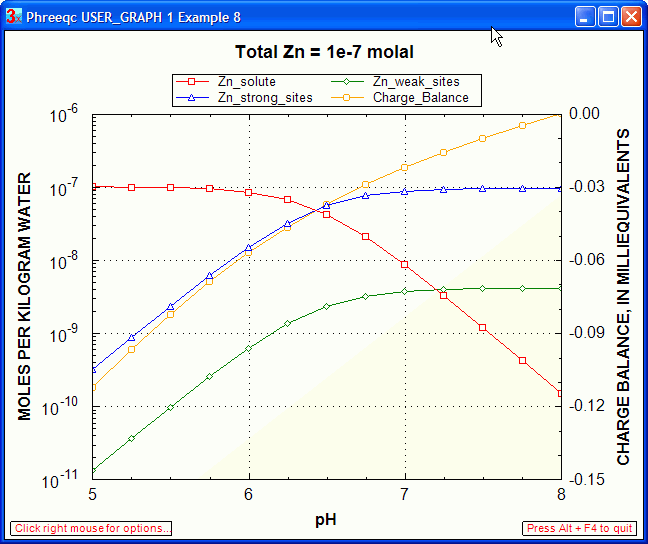 Phreeqc USER_GRAPH 1 Example 8
Total Zn = 1e-7 molal
Zn_solute Zn_weak_sites
Zn_strong_sites Charge_Balance
MOLES PER KILOGRAM WATER
10^-6
10^-7
10^-8
10^-9
10^-10
10^-11
0.00
-0.03
-0.06
-0.09
-0.12
-0.15
CHARGE BALANCE, IN MILLIEQUIVALENTS
5 6 7 8
pH
Click right mouse for options...
Press Alt + F4 to quit